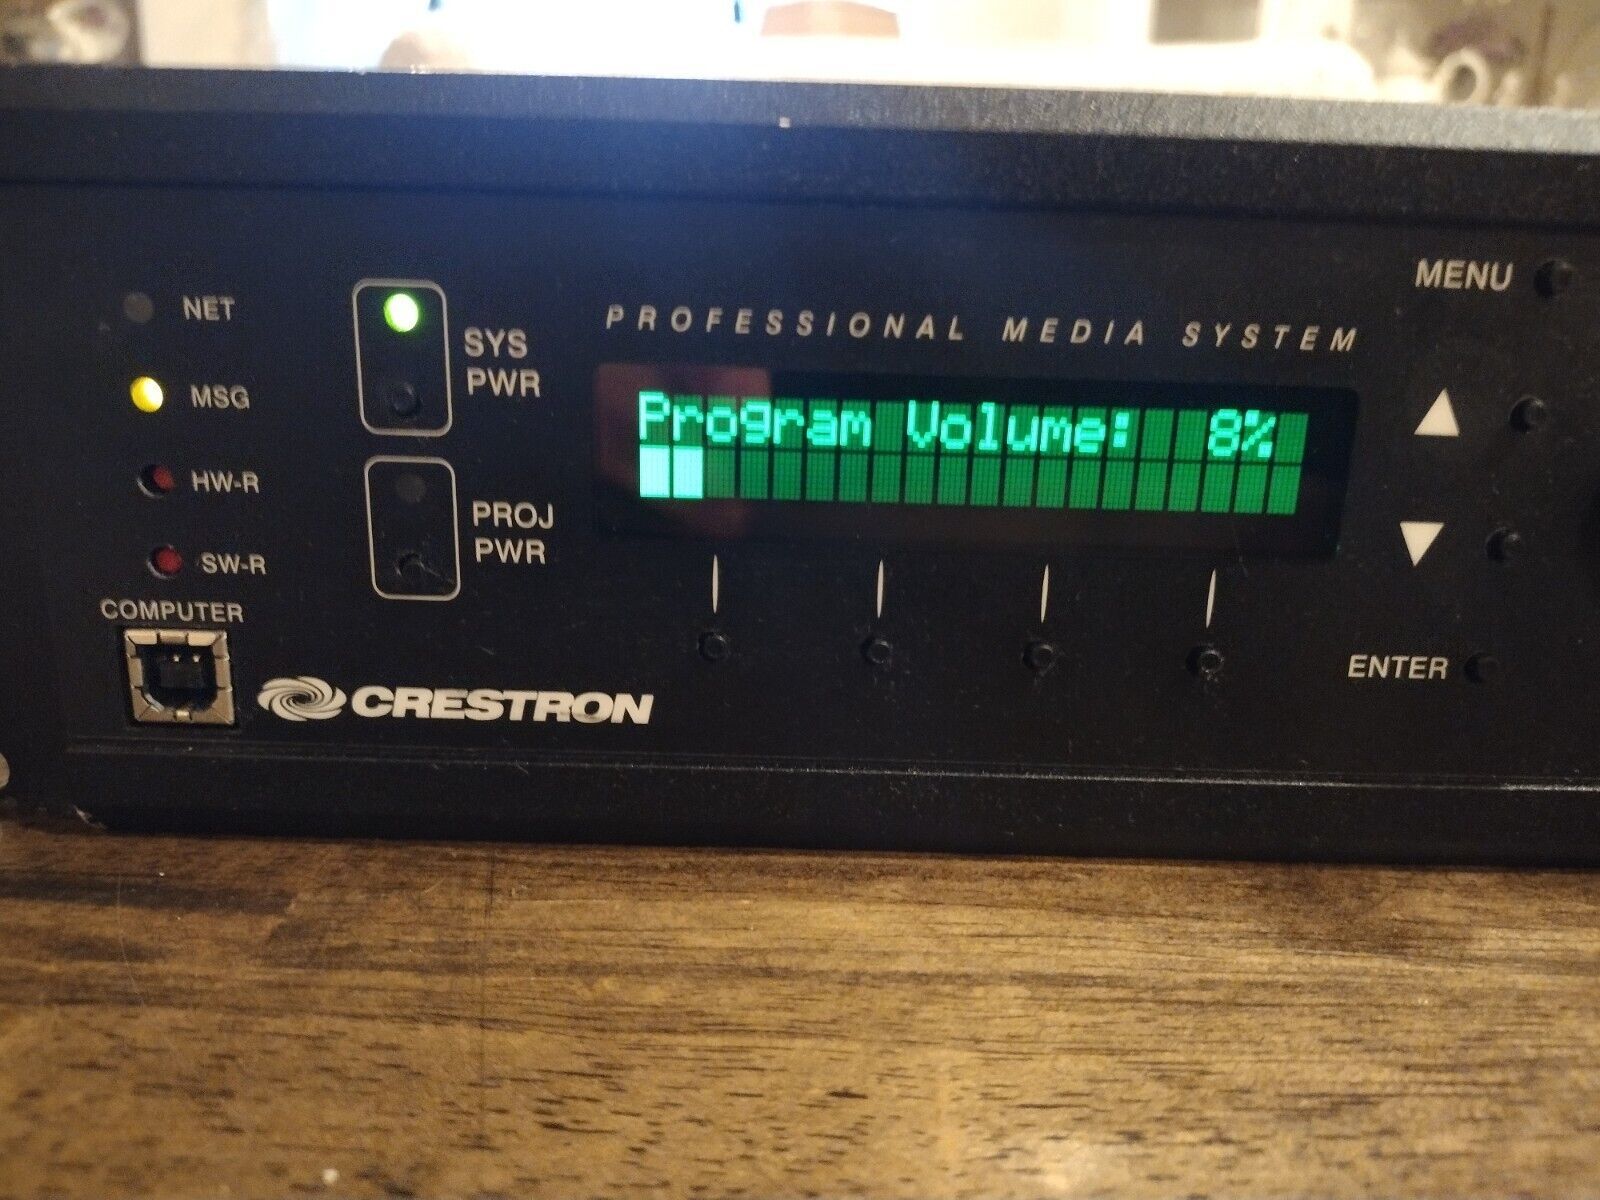 NET
MSG
HW-R
SW-R
COMPUTER
SYS
PWR
PROJ
PWR
CRESTRON
PROFESSIONAL MEDIA SYSTEM
Program Volume: 8%
MENU
ENTER